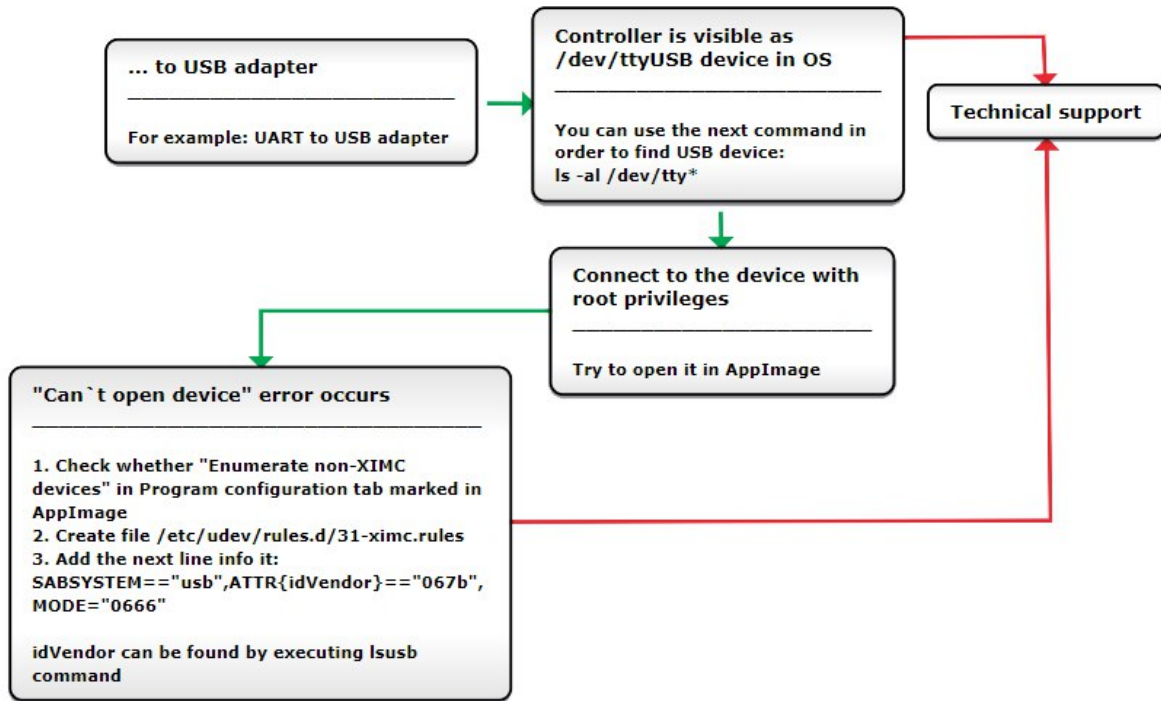 ... to USB adapter
For example: UART to USB adapter
Controller is visible as
/dev/ttyUSB device in OS
You can use the next command in
order to find USB device:
ls -al /dev/tty*
Technical support
Connect to the device with
root privileges
Try to open it in AppImage
"Can`t open device" error occurs
1. Check whether "Enumerate non-XIMC
devices" in Program configuration tab marked in
AppImage
2. Create file /etc/udev/rules.d/31-ximc.rules
3. Add the next line info it:
SABSYSTEM=="usb",ATTR{idVendor}=="067b",
MODE="0666"
idVendor can be found by executing lsusb
command